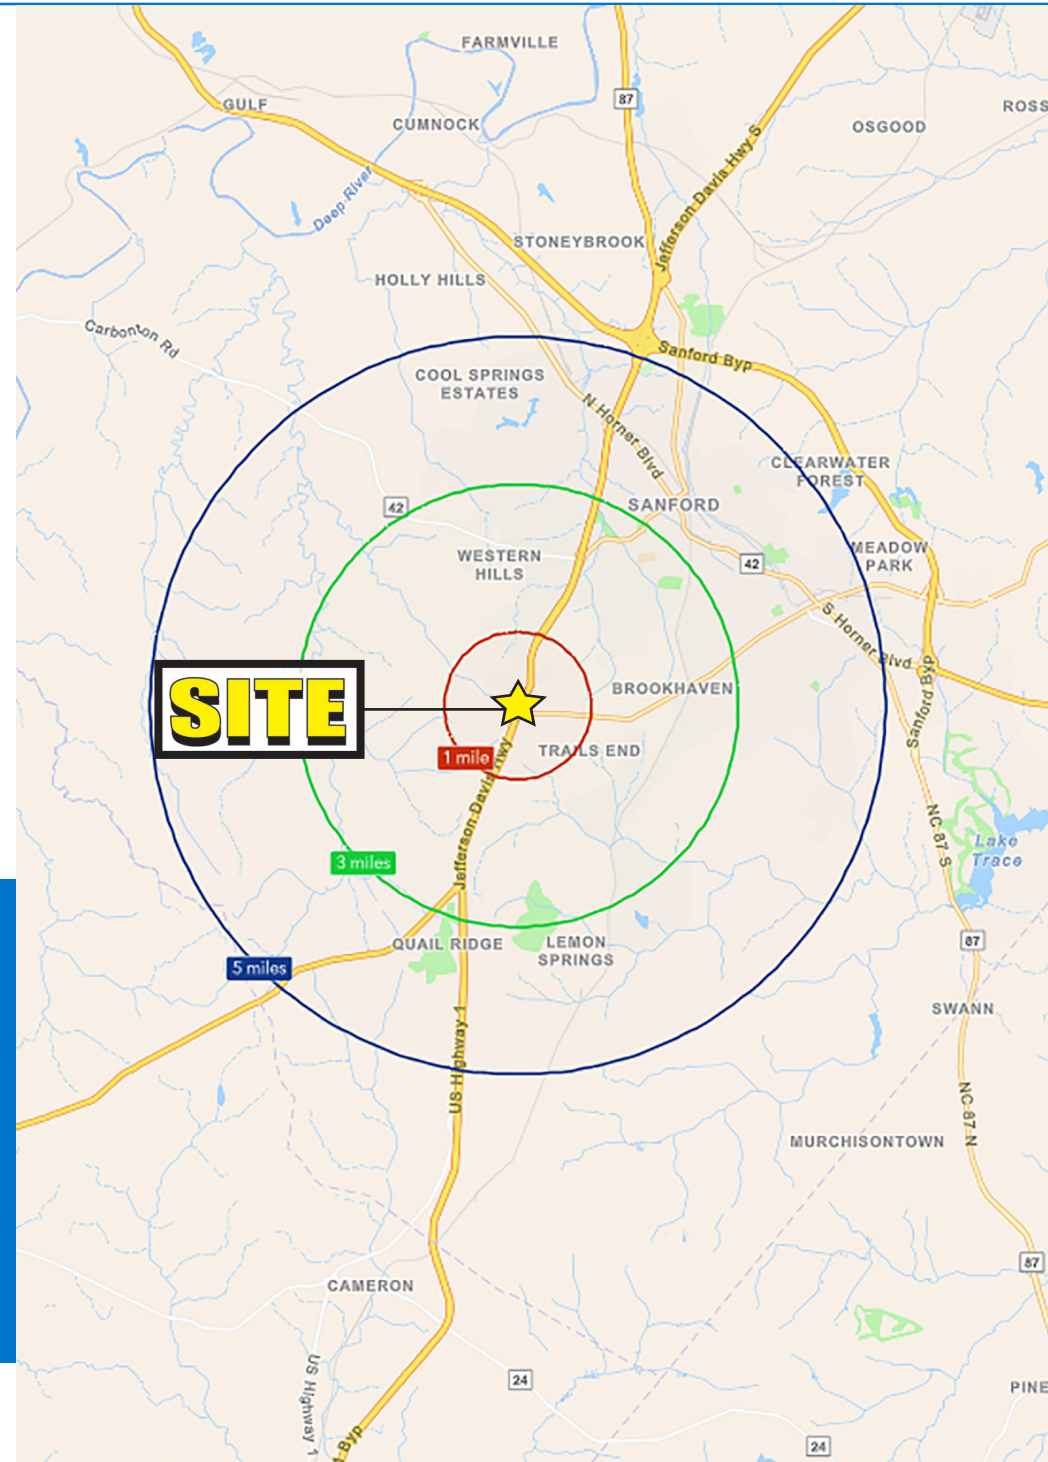 FARMVILLE
87
GULF
ROSS
CUMNOCK
OSGOOD
Jefferson Davis Hwy S
Deep River
STONEYBROOK
HOLLY HILLS
Carbonton Rd
Sanford Byp
COOL SPRINGS
ESTATES
N Horner Blvd
CLEARWATER
FOREST
42
SANFORD
WESTERN
HILLS
42
MEADOW
PARK
S Horner Blvd
SITE
BROOKHAVEN
Sanford Byp
TRAILS END
1 mile
Jefferson Davis Hwy
NC 87 S
Lake
Trace
3 miles
QUAIL RIDGE
LEMON
SPRINGS
87
5 miles
SWANN
US Highway 1
NC 87 N
MURCHISONTOWN
87
CAMERON
24
US Highway 1
PINE
1 Byp
24